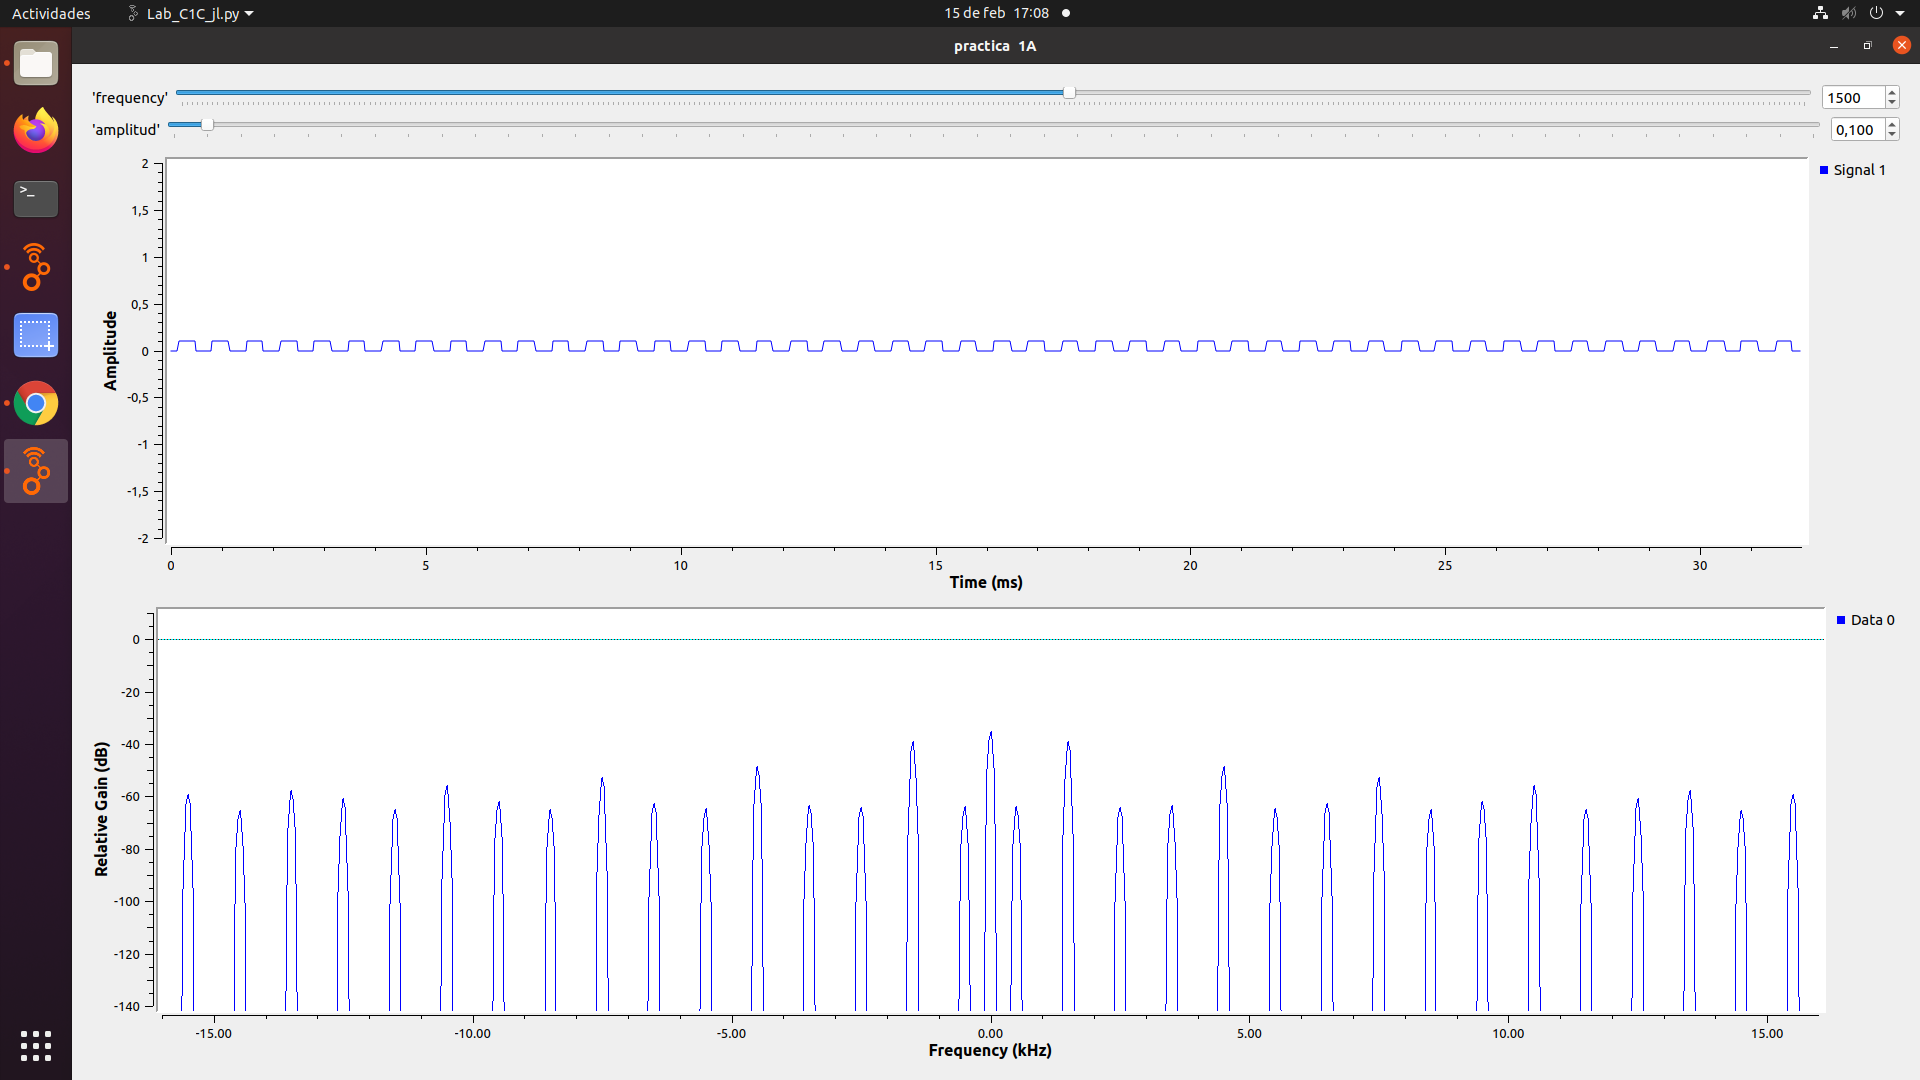 Actividades
Lab_C1C_jl.py
15 de feb 17:08
practica 1A
'frequency'
1500
'amplitud'
0,100
Signal 1
2
1,5
1
0,5
0
-0,5
-1
-1,5
-2
Amplitude
0
5
10
15
20
25
30
Time (ms)
Data 0
0
-20
-40
-60
-80
-100
-120
-140
Relative Gain (dB)
-15.00
-10.00
-5.00
0.00
5.00
10.00
15.00
Frequency (kHz)